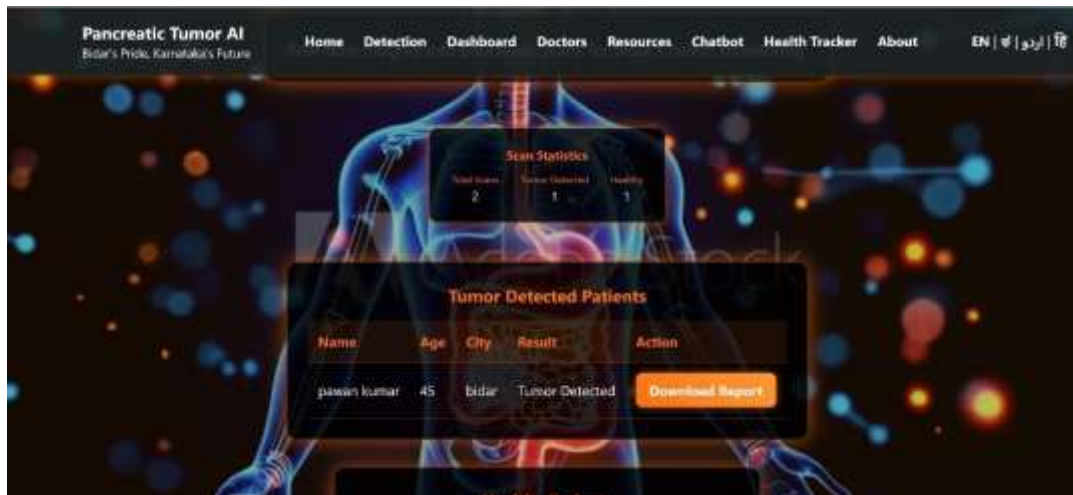 Pancreatic Tumor AI
Bidar's Pride, Karnataka's Future
Home Detection Dashboard Doctors Resources Chatbot Health Tracker About EN | ಕ | اردو | हि
Scan Statistics
Total Scans Tumor Detected Healthy
2 1 1
Tumor Detected Patients
Name Age City Result Action
pawan kumar 45 bidar Tumor Detected Download Report